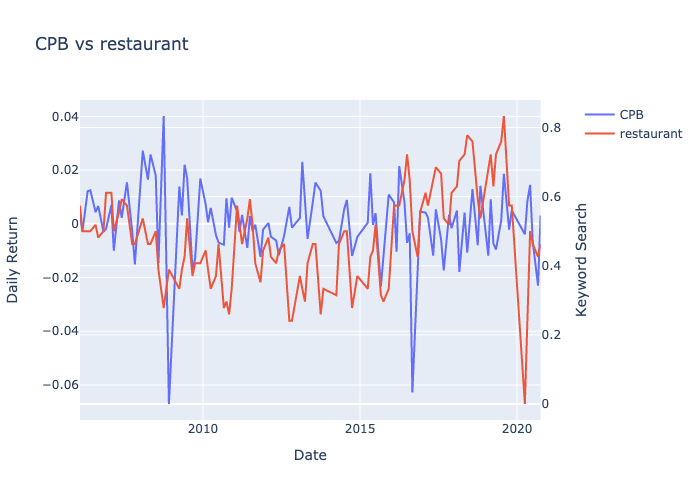 CPB vs restaurant
CPB
restaurant
0.04
0.02
0
−0.02
−0.04
−0.06
0.8
0.6
0.4
0.2
0
2010
2015
2020
Date
Daily Return
Keyword Search